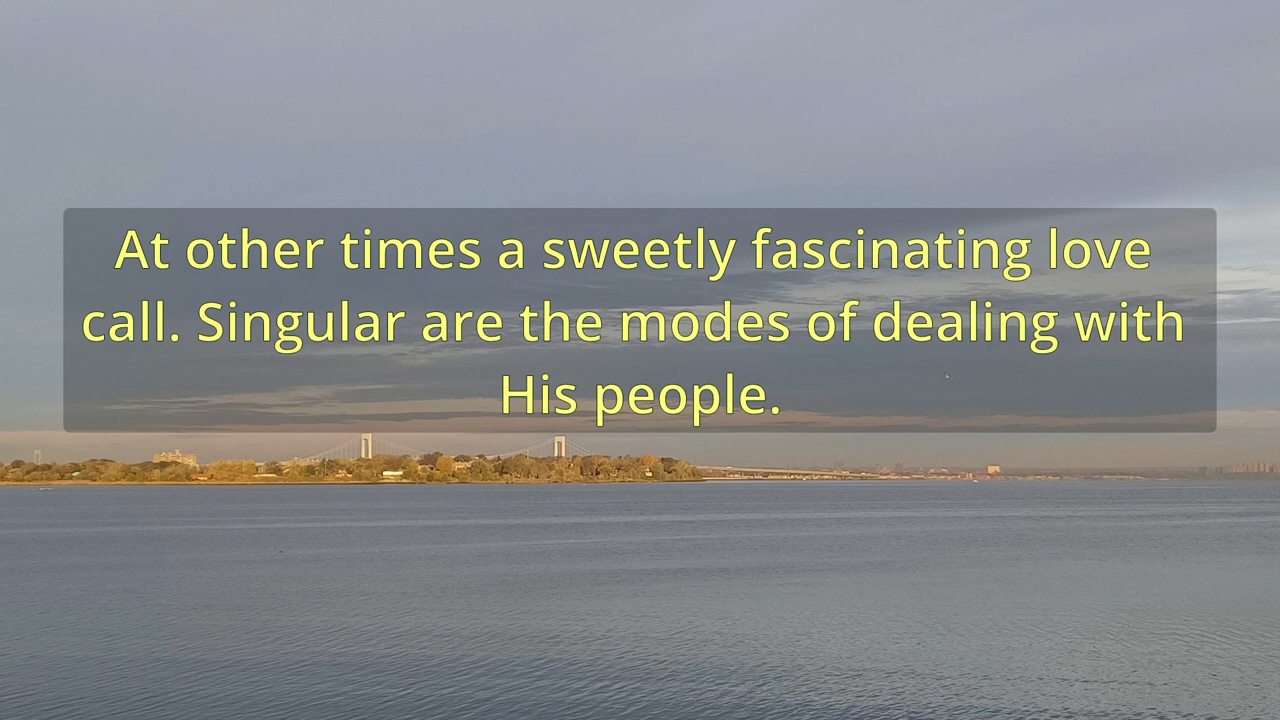 At other times a sweetly fascinating love
call. Singular are the modes of dealing with
His people.